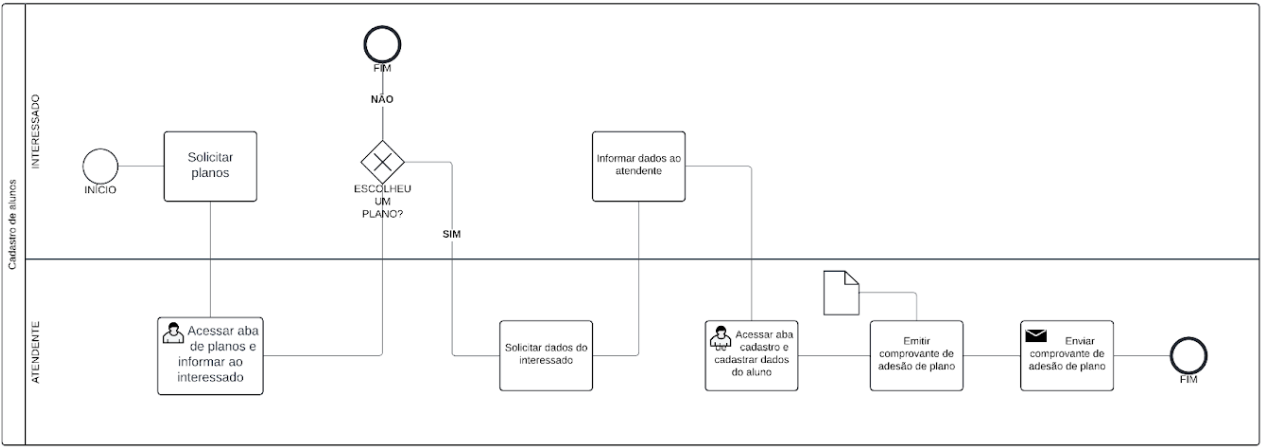 Cadastro de alunos
INTERESSADO
FIM
NÃO
INÍCIO
Solicitar
planos
ESCOLHEU
UM
PLANO?
SIM
Informar dados ao
atendente
ATENDENTE
Acessar aba
de planos e
informar ao
interessado
Solicitar dados do
interessado
Acessar aba
de cadastro e
cadastrar dados
do aluno
Emitir
comprovante de
adesão de plano
Enviar
comprovante de
adesão de plano
FIM